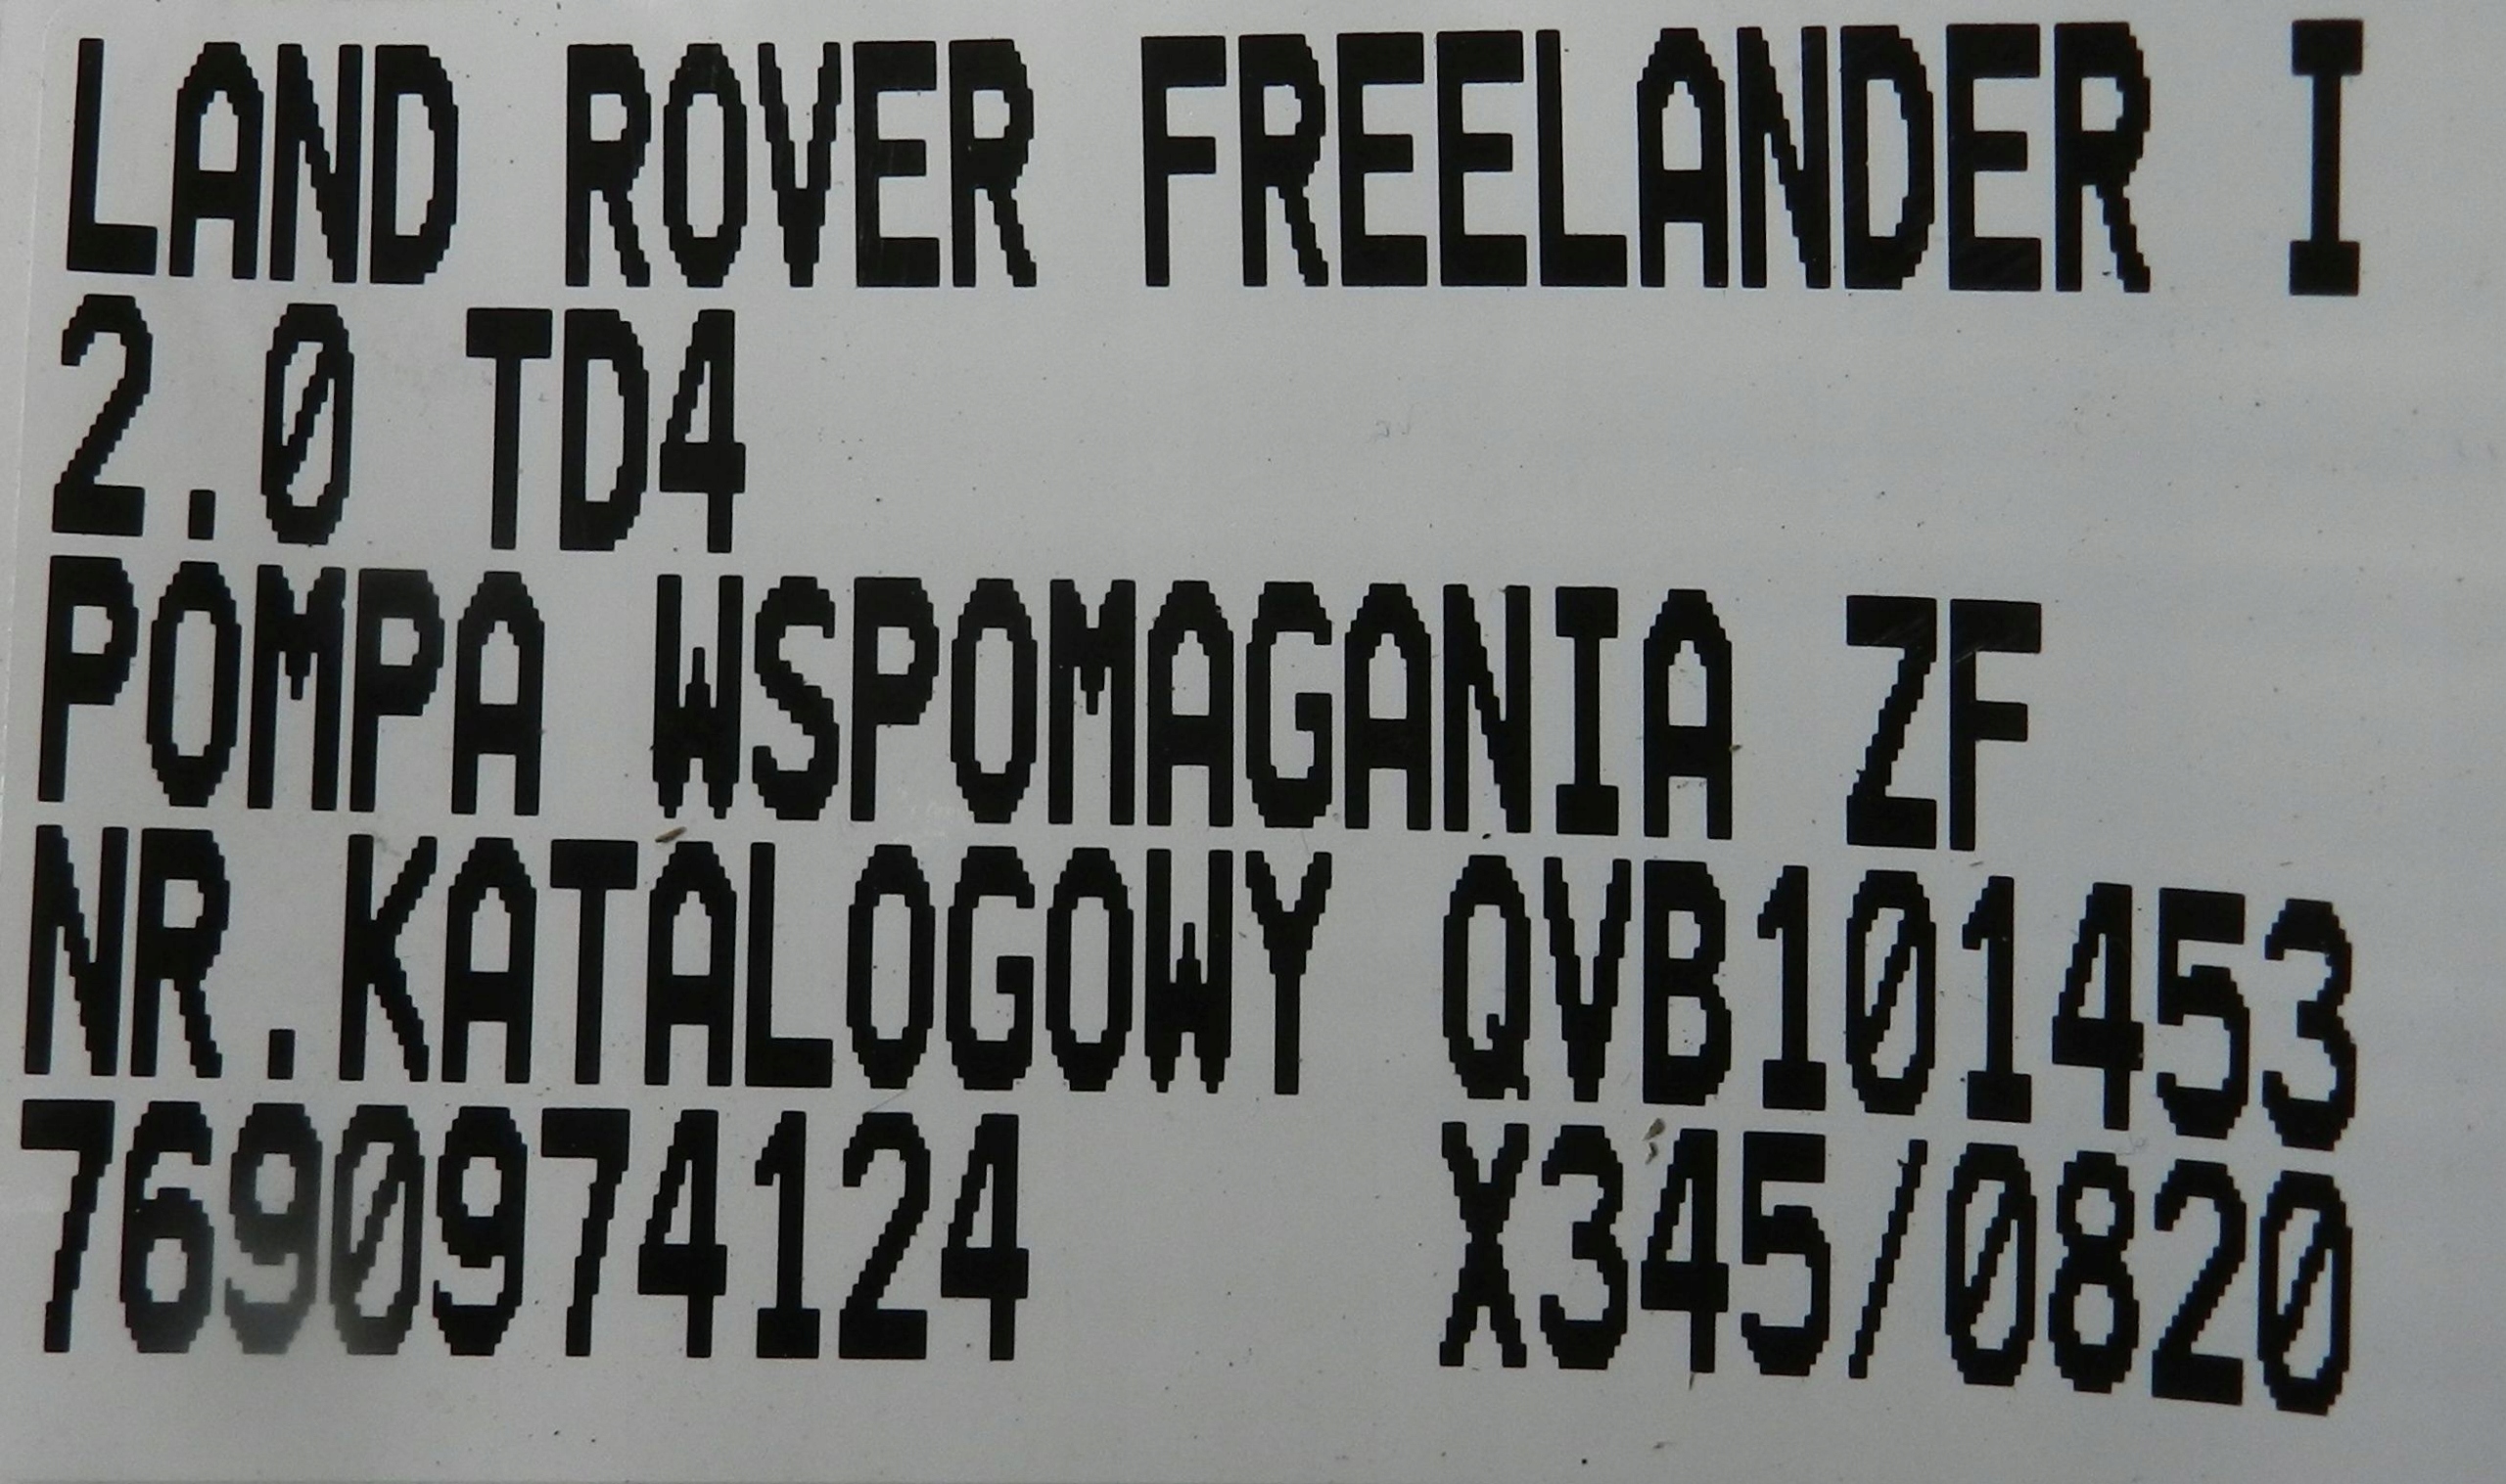 LAND ROVER FREELANDER I
2.0 TD4
POMPA WSPOMAGANIA ZF
NR.KATALOGOWY QVB101453
7690974124 X345/0820